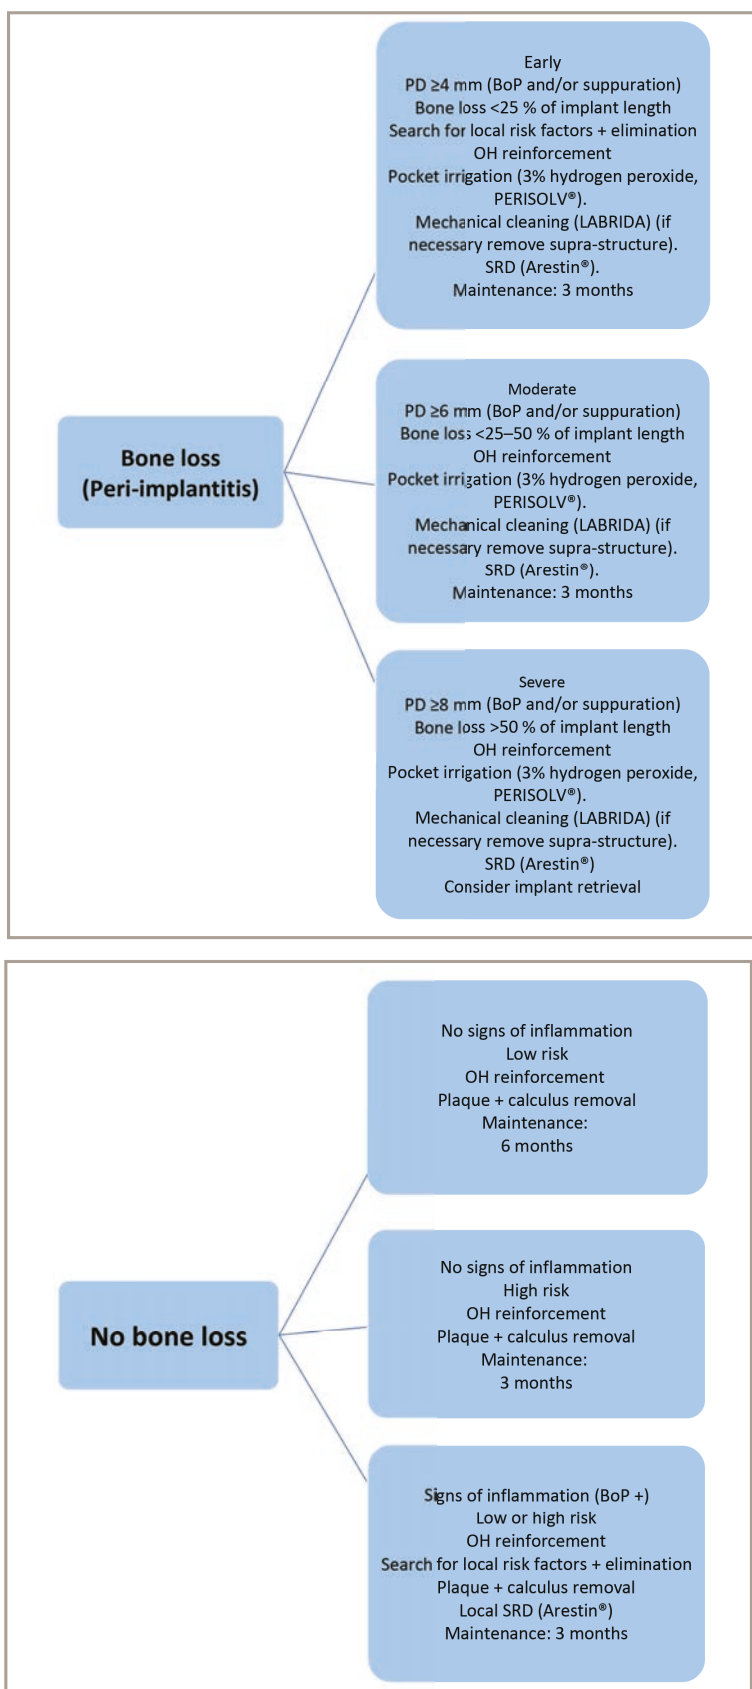 Early
PD ≥4 mm (BoP and/or suppuration)
Bone loss <25 % of implant length
Search for local risk factors + elimination
OH reinforcement
Pocket irrigation (3% hydrogen peroxide,
PERISOLV®).
Mechanical cleaning (LABRIDA) (if
necessary remove supra-structure).
SRD (Arestin®).
Maintenance: 3 months
Bone loss
(Peri-implantitis)
Moderate
PD ≥6 mm (BoP and/or suppuration)
Bone loss <25–50 % of implant length
OH reinforcement
Pocket irrigation (3% hydrogen peroxide,
PERISOLV®).
Mechanical cleaning (LABRIDA) (if
necessary remove supra-structure).
SRD (Arestin®).
Maintenance: 3 months
Severe
PD ≥8 mm (BoP and/or suppuration)
Bone loss >50 % of implant length
OH reinforcement
Pocket irrigation (3% hydrogen peroxide,
PERISOLV®).
Mechanical cleaning (LABRIDA) (if
necessary remove supra-structure).
SRD (Arestin®)
Consider implant retrieval
No signs of inflammation
Low risk
OH reinforcement
Plaque + calculus removal
Maintenance:
6 months
No bone loss
No signs of inflammation
High risk
OH reinforcement
Plaque + calculus removal
Maintenance:
3 months
Signs of inflammation (BoP +)
Low or high risk
OH reinforcement
Search for local risk factors + elimination
Plaque + calculus removal
Local SRD (Arestin®)
Maintenance: 3 months